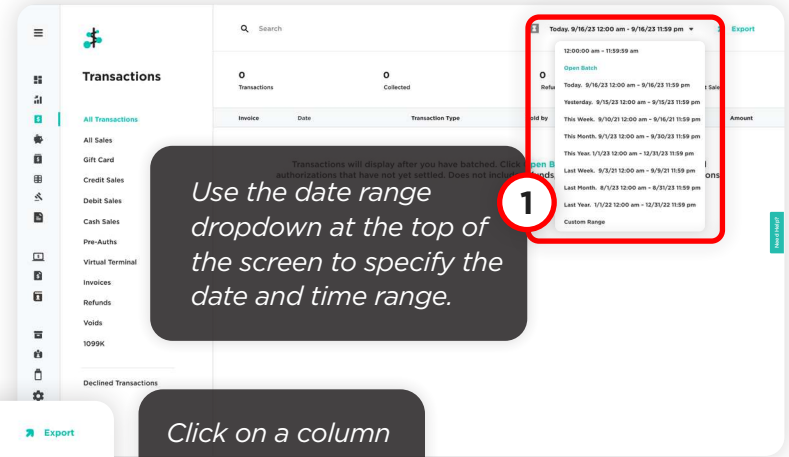 Search
Today. 9/16/23 12:00 am - 9/16/23 11:59 pm
Export
12:00:00 am - 11:59:59 am
Open Batch
Today. 9/16/23 12:00 am - 9/16/23 11:59 pm
Yesterday. 9/15/23 12:00 am - 9/15/23 11:59 pm
This Week. 9/10/21 12:00 am - 9/16/21 11:59 pm
This Month. 9/1/23 12:00 am - 9/30/23 11:59 pm
This Year. 1/1/23 12:00 am - 12/31/23 11:59 pm
Last Week. 9/3/21 12:00 am - 9/9/21 11:59 pm
Last Month. 8/1/23 12:00 am - 8/31/23 11:59 pm
Last Year. 1/1/22 12:00 am - 12/31/22 11:59 pm
Custom Range
1
Transactions
0
Transactions
0
Collected
0
Refu
t Sale
Invoice Date Transaction Type old by Amount
Transactions will display after you have batched. Click Open B
authorizations that have not yet settled. Does not include refunds,
All Transactions
All Sales
Gift Card
Credit Sales
Debit Sales
Cash Sales
Pre-Auths
Virtual Terminal
Invoices
Refunds
Voids
1099K
Declined Transactions
Use the date range
dropdown at the top of
the screen to specify the
date and time range.
Need Help?
Export
Click on a column